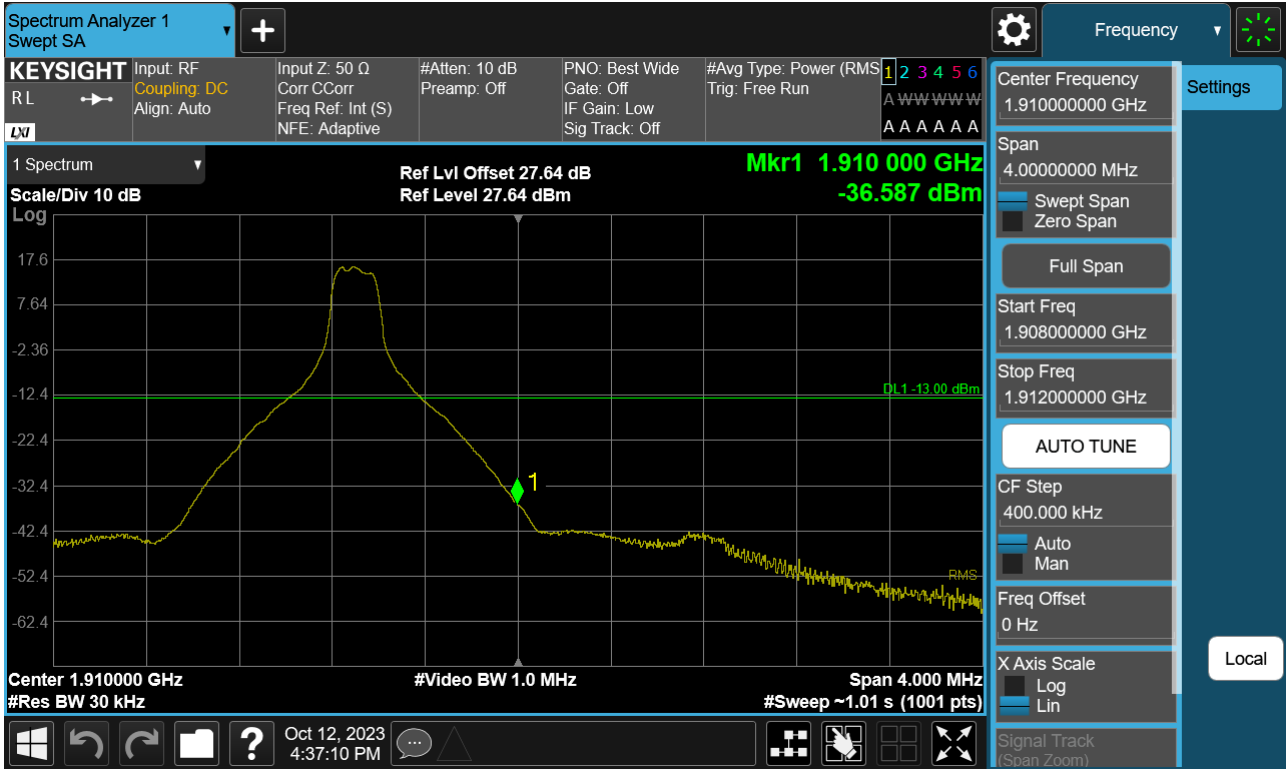 Spectrum Analyzer 1
Swept SA
+
Frequency
KEYSIGHT
R L
LXI
Input: RF
Coupling: DC
Align: Auto
Input Z: 50 Ω
Corr CCorr
Freq Ref: Int (S)
NFE: Adaptive
#Atten: 10 dB
Preamp: Off
PNO: Best Wide
Gate: Off
IF Gain: Low
Sig Track: Off
#Avg Type: Power (RMS
Trig: Free Run
1 2 3 4 5 6
A W W W W W
A A A A A A
1 Spectrum
Scale/Div 10 dB
Log
Ref Lvl Offset 27.64 dB
Ref Level 27.64 dBm
Mkr1 1.910 000 GHz
-36.587 dBm
17.6
7.64
-2.36
-12.4
-22.4
-32.4
-42.4
-52.4
-62.4
DL1 -13.00 dBm
1
RMS
Center 1.910000 GHz
#Video BW 1.0 MHz
Span 4.000 MHz
#Res BW 30 kHz
#Sweep ~1.01 s (1001 pts)
Center Frequency
1.910000000 GHz
Settings
Span
4.00000000 MHz
Swept Span
Zero Span
Full Span
Start Freq
1.908000000 GHz
Stop Freq
1.912000000 GHz
AUTO TUNE
CF Step
400.000 kHz
Auto
Man
Freq Offset
0 Hz
X Axis Scale
Log
Lin
Local
Signal Track
(Span Zoom)
?
Oct 12, 2023
4:37:10 PM